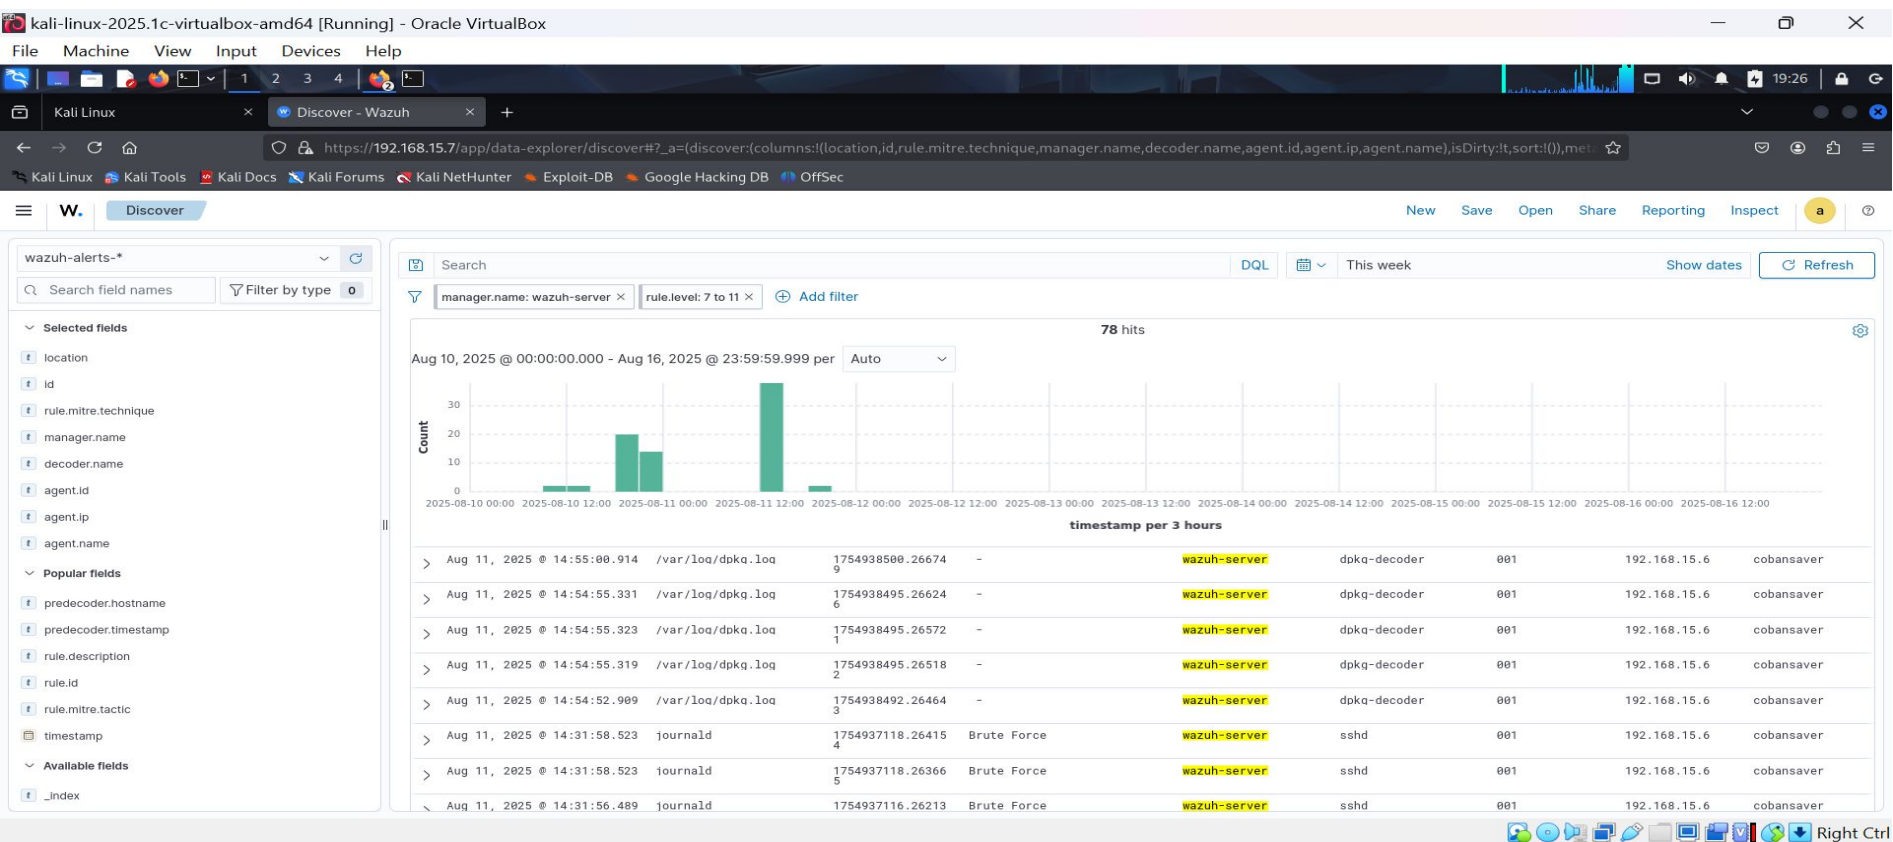 kali-linux-2025.1c-virtualbox-amd64 [Running] - Oracle VirtualBox
File Machine View Input Devices Help
1 2 3 4 2 19:26
Kali Linux Discover - Wazuh
https://192.168.15.7/app/data-explorer/discover#?_a=(discover:(columns:!(location,id,rule.mitre.technique,manager.name,decoder.name,agent.id,agent.ip,agent.name),isDirty:!t,sort:!()),met
Kali Linux Kali Tools Kali Docs Kali Forums Kali NetHunter Exploit-DB Google Hacking DB OffSec
W. Discover New Save Open Share Reporting Inspect a
wazuh-alerts-*
Search DQL This week Show dates Refresh
Search field names Filter by type 0
manager.name: wazuh-server × rule.level: 7 to 11 × Add filter
Selected fields
location
id
rule.mitre.technique
manager.name
decoder.name
agent.id
agent.ip
agent.name
Popular fields
predecoder.hostname
predecoder.timestamp
rule.description
rule.id
rule.mitre.tactic
timestamp
Available fields
_index
78 hits
Aug 10, 2025 @ 00:00:00.000 - Aug 16, 2025 @ 23:59:59.999 per Auto
Count
30
20
10
0
2025-08-10 00:00 2025-08-10 12:00 2025-08-11 00:00 2025-08-11 12:00 2025-08-12 00:00 2025-08-12 12:00 2025-08-13 00:00 2025-08-13 12:00 2025-08-14 00:00 2025-08-14 12:00 2025-08-15 00:00 2025-08-15 12:00 2025-08-16 00:00 2025-08-16 12:00
timestamp per 3 hours
Aug 11, 2025 @ 14:55:00.914 /var/log/dpkg.log 1754938500.26674 - wazuh-server dpkg-decoder 001 192.168.15.6 cobansaver
9
Aug 11, 2025 @ 14:54:55.331 /var/log/dpkg.log 1754938495.26624 - wazuh-server dpkg-decoder 001 192.168.15.6 cobansaver
6
Aug 11, 2025 @ 14:54:55.323 /var/log/dpkg.log 1754938495.26572 - wazuh-server dpkg-decoder 001 192.168.15.6 cobansaver
1
Aug 11, 2025 @ 14:54:55.319 /var/log/dpkg.log 1754938495.26518 - wazuh-server dpkg-decoder 001 192.168.15.6 cobansaver
2
Aug 11, 2025 @ 14:54:52.909 /var/log/dpkg.log 1754938492.26464 - wazuh-server dpkg-decoder 001 192.168.15.6 cobansaver
3
Aug 11, 2025 @ 14:31:58.523 journald 1754937118.26415 Brute Force wazuh-server sshd 001 192.168.15.6 cobansaver
4
Aug 11, 2025 @ 14:31:58.523 journald 1754937118.26366 Brute Force wazuh-server sshd 001 192.168.15.6 cobansaver
5
Aug 11, 2025 @ 14:31:56.489 journald 1754937116.26213 Brute Force wazuh-server sshd 001 192.168.15.6 cobansaver
Right Ctrl